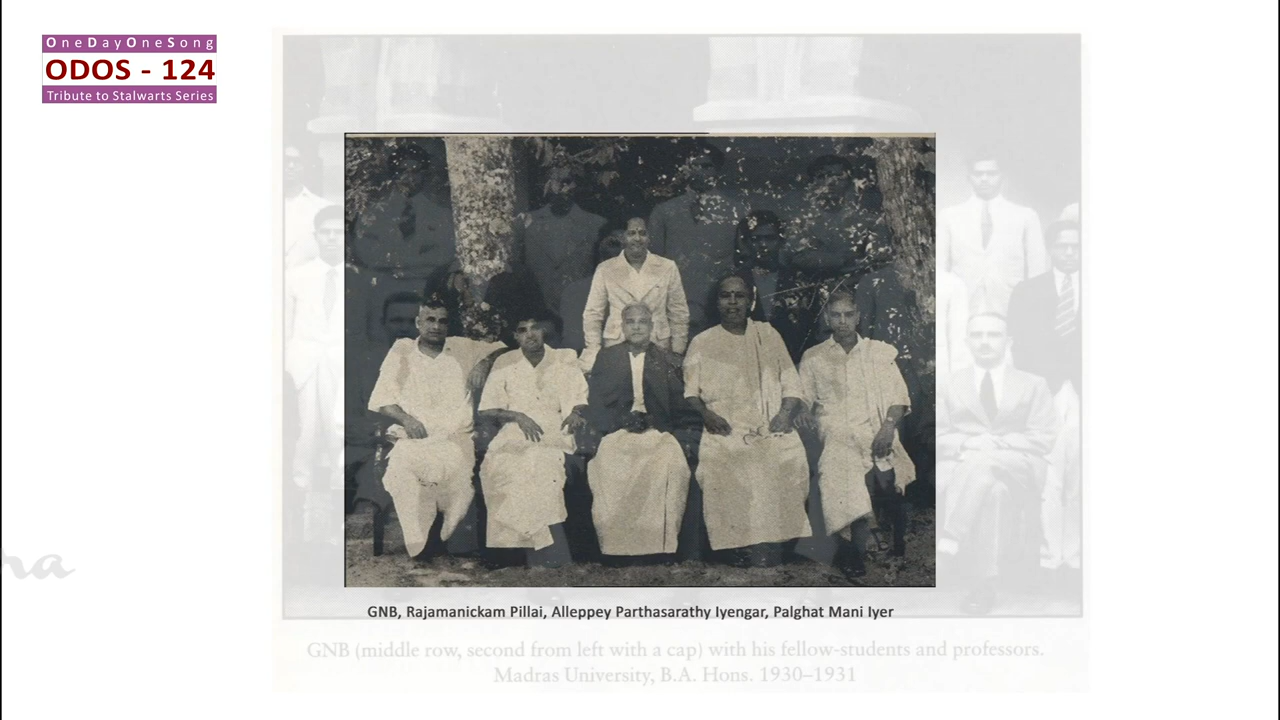 OneDayOneSong
ODOS - 124
Tribute to Stalwarts Series
ra
GNB, Rajamanickam Pillai, Alleppey Parthasarathy Iyengar, Palghat Mani Iyer
GNB (middle row, second from left with a cap) with his fellow-students and professors.
Madras University, B.A. Hons. 1930–1931